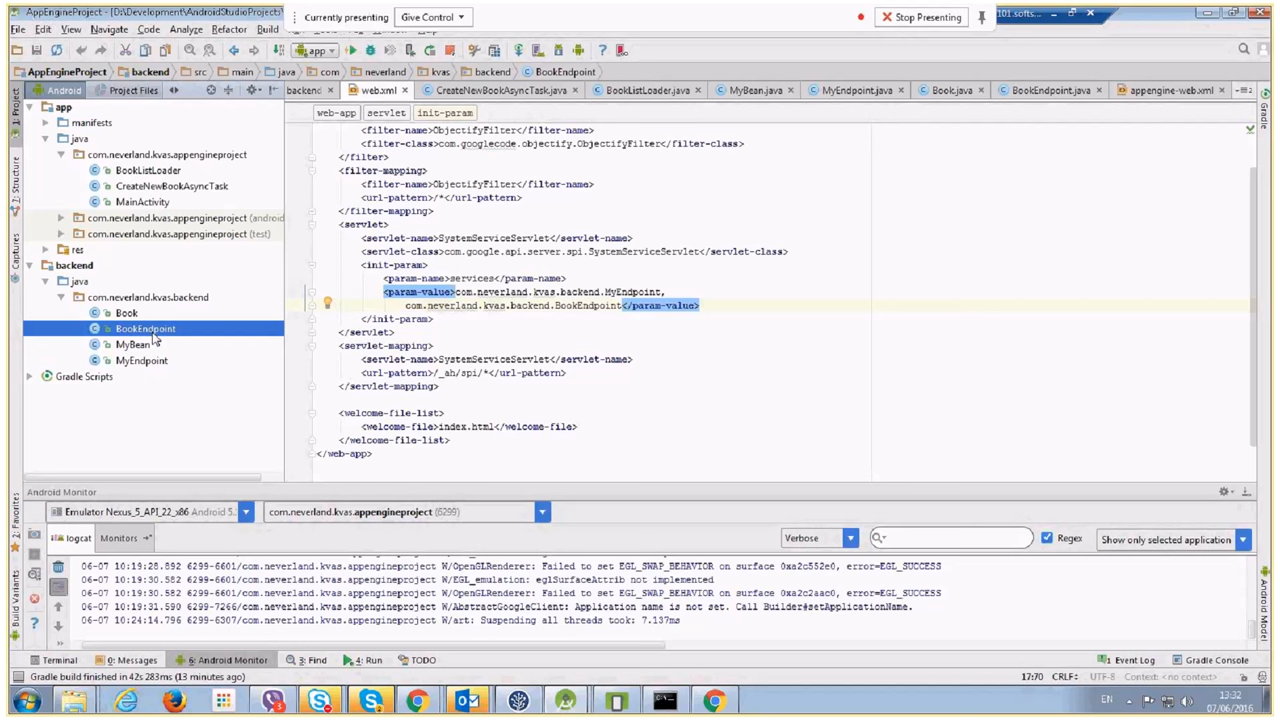 AppEngineProject - [D:\Development\AndroidStudioProjects\
Currently presenting
Give Control
Stop Presenting
101.softs...
File Edit View Navigate Code Analyze Refactor Build
app
AppEngineProject backend src main java com neverland kvas backend BookEndpoint
Android Project Files
backend web.xml CreateNewBookAsyncTask.java BookListLoader.java MyBean.java MyEndpoint.java Book.java BookEndpoint.java appengine-web.xml
web-app servlet init-param
1: Project
Z: Structure
Captures
2: Favorites
Build Variants
Gradle
Android Model
app
manifests
java
com.neverland.kvas.appengineproject
BookListLoader
CreateNewBookAsyncTask
MainActivity
com.neverland.kvas.appengineproject (android
com.neverland.kvas.appengineproject (test)
res
backend
java
com.neverland.kvas.backend
Book
BookEndpoint
MyBean
MyEndpoint
Gradle Scripts
<filter-name>ObjectifyFilter</filter-name>
<filter-class>com.googlecode.objectify.ObjectifyFilter</filter-class>
</filter>
<filter-mapping>
<filter-name>ObjectifyFilter</filter-name>
<url-pattern>/*</url-pattern>
</filter-mapping>
<servlet>
<servlet-name>SystemServiceServlet</servlet-name>
<servlet-class>com.google.api.server.spi.SystemServiceServlet</servlet-class>
<init-param>
<param-name>services</param-name>
<param-value>com.neverland.kvas.backend.MyEndpoint,
com.neverland.kvas.backend.BookEndpoint</param-value>
</init-param>
</servlet>
<servlet-mapping>
<servlet-name>SystemServiceServlet</servlet-name>
<url-pattern>/_ah/spi/*</url-pattern>
</servlet-mapping>
<welcome-file-list>
<welcome-file>index.html</welcome-file>
</welcome-file-list>
</web-app>
Android Monitor
Emulator Nexus_5_API_22_x86 Android 5. com.neverland.kvas.appengineproject (6299)
logcat Monitors Verbose Regex Show only selected application
06-07 10:19:28.892 6299-6601/com.neverland.kvas.appengineproject W/OpenGLRenderer: Failed to set EGL_SWAP_BEHAVIOR on surface 0xa2c552e0, error=EGL_SUCCESS
06-07 10:19:30.582 6299-6601/com.neverland.kvas.appengineproject W/EGL_emulation: eglSurfaceAttrib not implemented
06-07 10:19:30.582 6299-6601/com.neverland.kvas.appengineproject W/OpenGLRenderer: Failed to set EGL_SWAP_BEHAVIOR on surface 0xa2c2aac0, error=EGL_SUCCESS
06-07 10:19:31.590 6299-7266/com.neverland.kvas.appengineproject W/AbstractGoogleClient: Application name is not set. Call Builder#setApplicationName.
06-07 10:24:14.796 6299-6307/com.neverland.kvas.appengineproject W/art: Suspending all threads took: 7.137ms
Terminal 0: Messages 6: Android Monitor 3: Find 4: Run TODO 1 Event Log Gradle Console
Gradle build finished in 42s 283ms (13 minutes ago) 17:70 CRLF÷ UTF-8 Context: <no context>
EN 13:32
07/06/2016